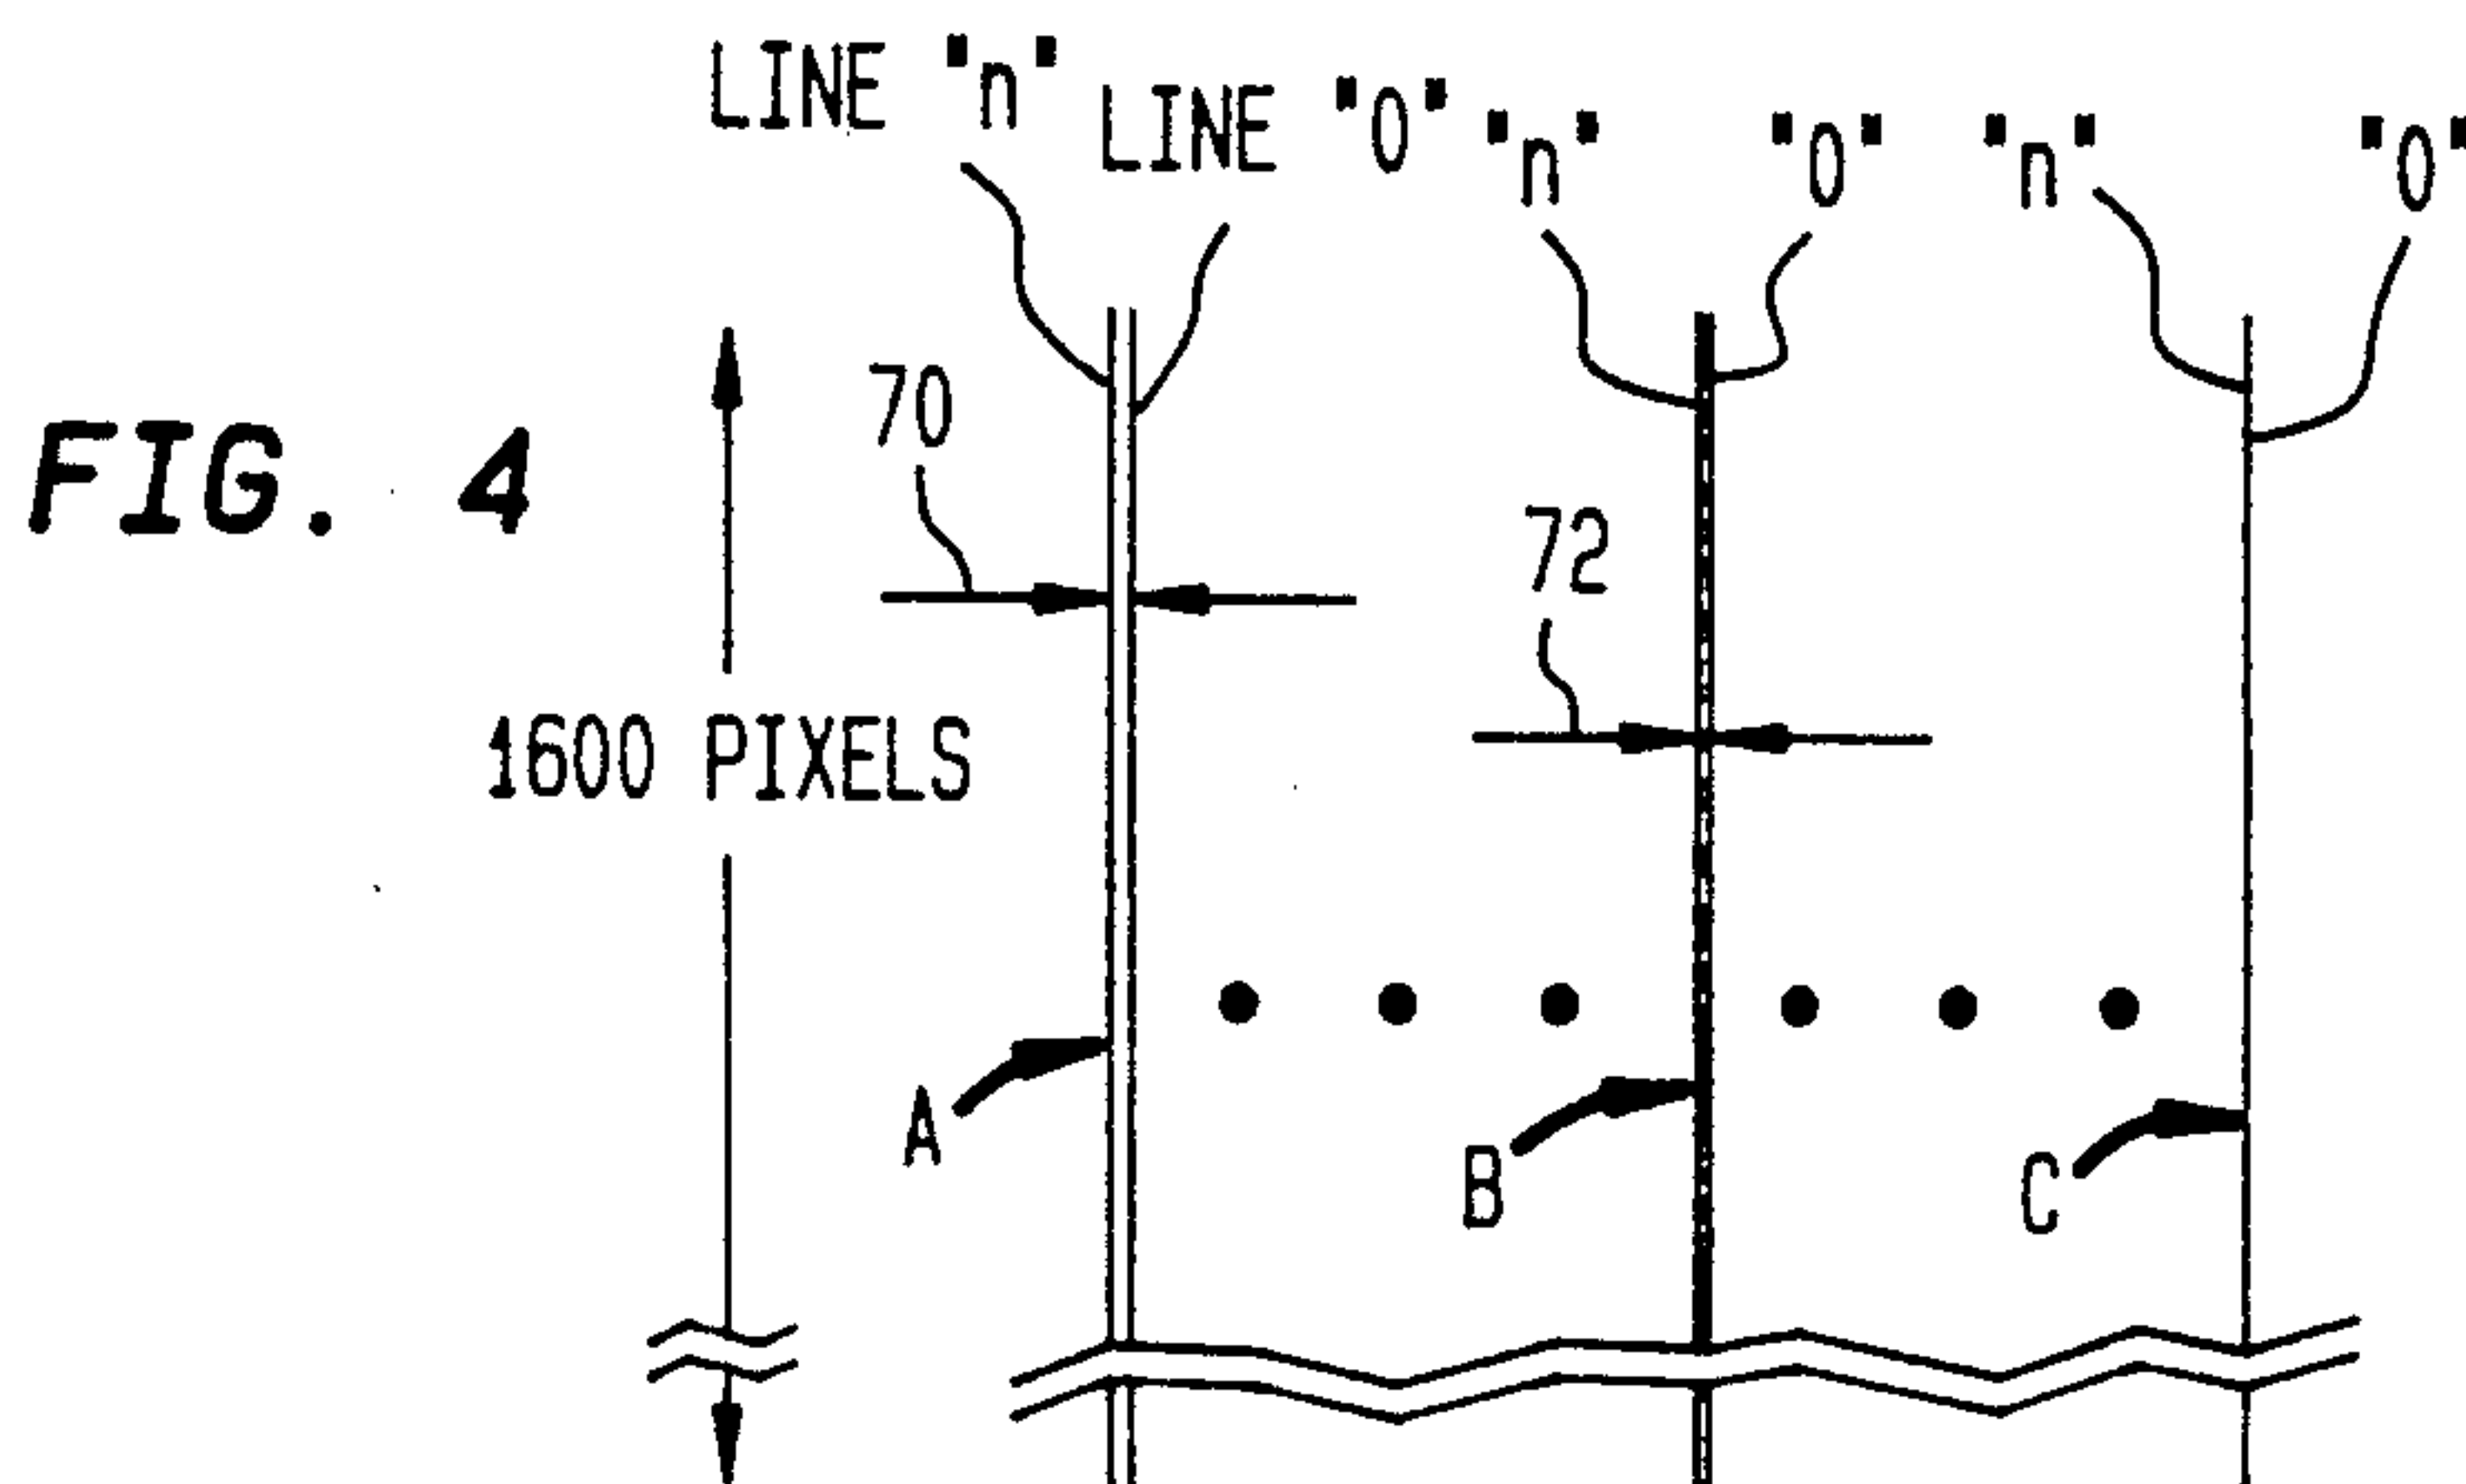 LINE "n" LINE "0" "n" "0" "n" "0"
70
FIG. 4
72
1600 PIXELS
A
B
C